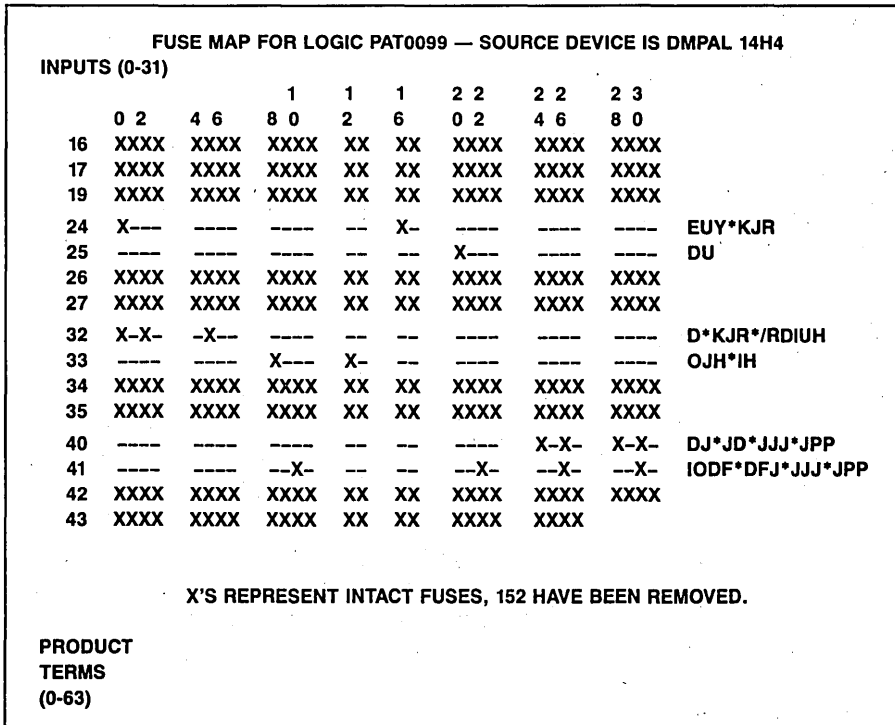 FUSE MAP FOR LOGIC PAT0099 — SOURCE DEVICE IS DMPAL 14H4
INPUTS (0-31)
1 1 1 2 2 2 2 2 3
0 2 4 6 8 0 2 6 0 2 4 6 8 0
16 XXXX XXXX XXXX XX XX XXXX XXXX XXXX
17 XXXX XXXX XXXX XX XX XXXX XXXX XXXX
19 XXXX XXXX XXXX XX XX XXXX XXXX XXXX
24 X--- ---- ---- -- X- ---- ---- ---- EUY*KJR
25 ---- ---- ---- -- -- X--- ---- ---- DU
26 XXXX XXXX XXXX XX XX XXXX XXXX XXXX
27 XXXX XXXX XXXX XX XX XXXX XXXX XXXX
32 X-X- -X-- ---- -- -- ---- ---- ---- D*KJR*/RDIUH
33 ---- ---- X--- X- -- ---- ---- ---- OJH*IH
34 XXXX XXXX XXXX XX XX XXXX XXXX XXXX
35 XXXX XXXX XXXX XX XX XXXX XXXX XXXX
40 ---- ---- ---- -- -- ---- X-X- X-X- DJ*JD*JJJ*JPP
41 ---- ---- --X- -- -- --X- --X- --X- IODF*DFJ*JJJ*JPP
42 XXXX XXXX XXXX XX XX XXXX XXXX XXXX
43 XXXX XXXX XXXX XX XX XXXX XXXX
X'S REPRESENT INTACT FUSES, 152 HAVE BEEN REMOVED.
PRODUCT
TERMS
(0-63)